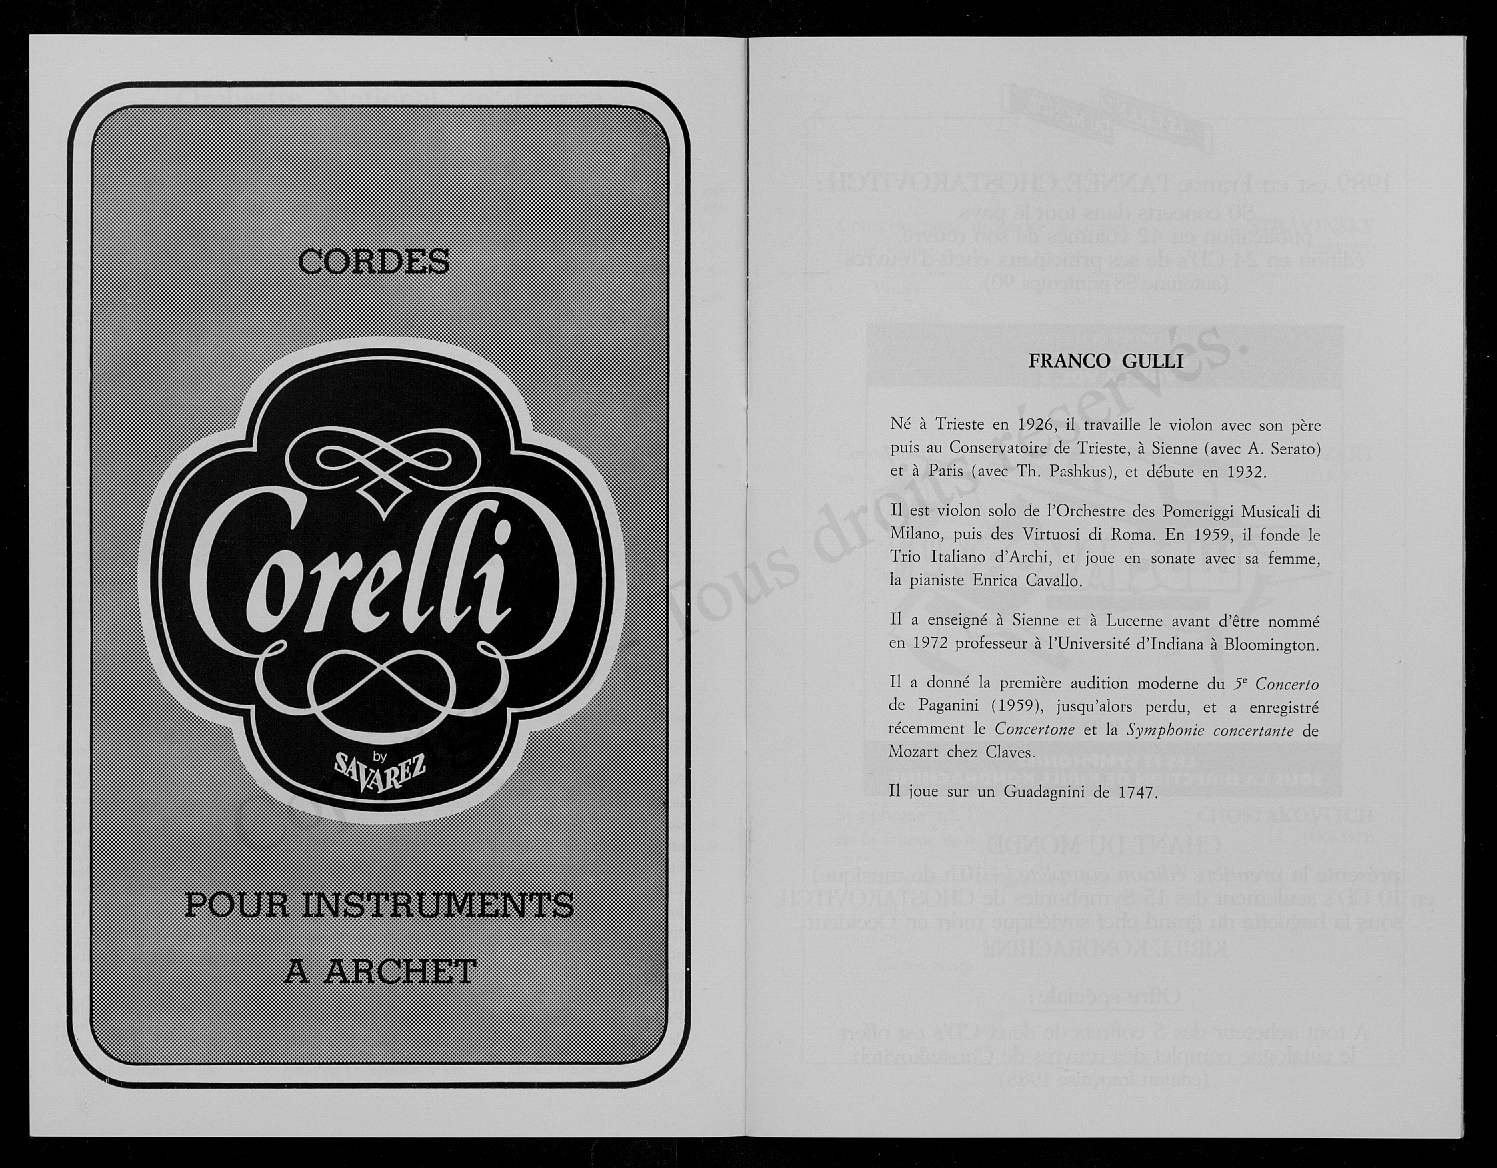 CORDES
Corelli
by
SAVAREZ
POUR INSTRUMENTS
A ARCHET
FRANCO GULLI
Né à Trieste en 1926, il travaille le violon avec son père
puis au Conservatoire de Trieste, à Sienne (avec A. Serato)
et à Paris (avec Th. Pashkus), et débute en 1932.
Il est violon solo de l'Orchestre des Pomeriggi Musicali di
Milano, puis des Virtuosi di Roma. En 1959, il fonde le
Trio Italiano d'Archi, et joue en sonate avec sa femme,
la pianiste Enrica Cavallo.
Il a enseigné à Sienne et à Lucerne avant d'être nommé
en 1972 professeur à l'Université d'Indiana à Bloomington.
Il a donné la première audition moderne du 5e Concerto
de Paganini (1959), jusqu'alors perdu, et a enregistré
récemment le Concertone et la Symphonie concertante de
Mozart chez Claves.
Il joue sur un Guadagnini de 1747.
Tous droits réservés.